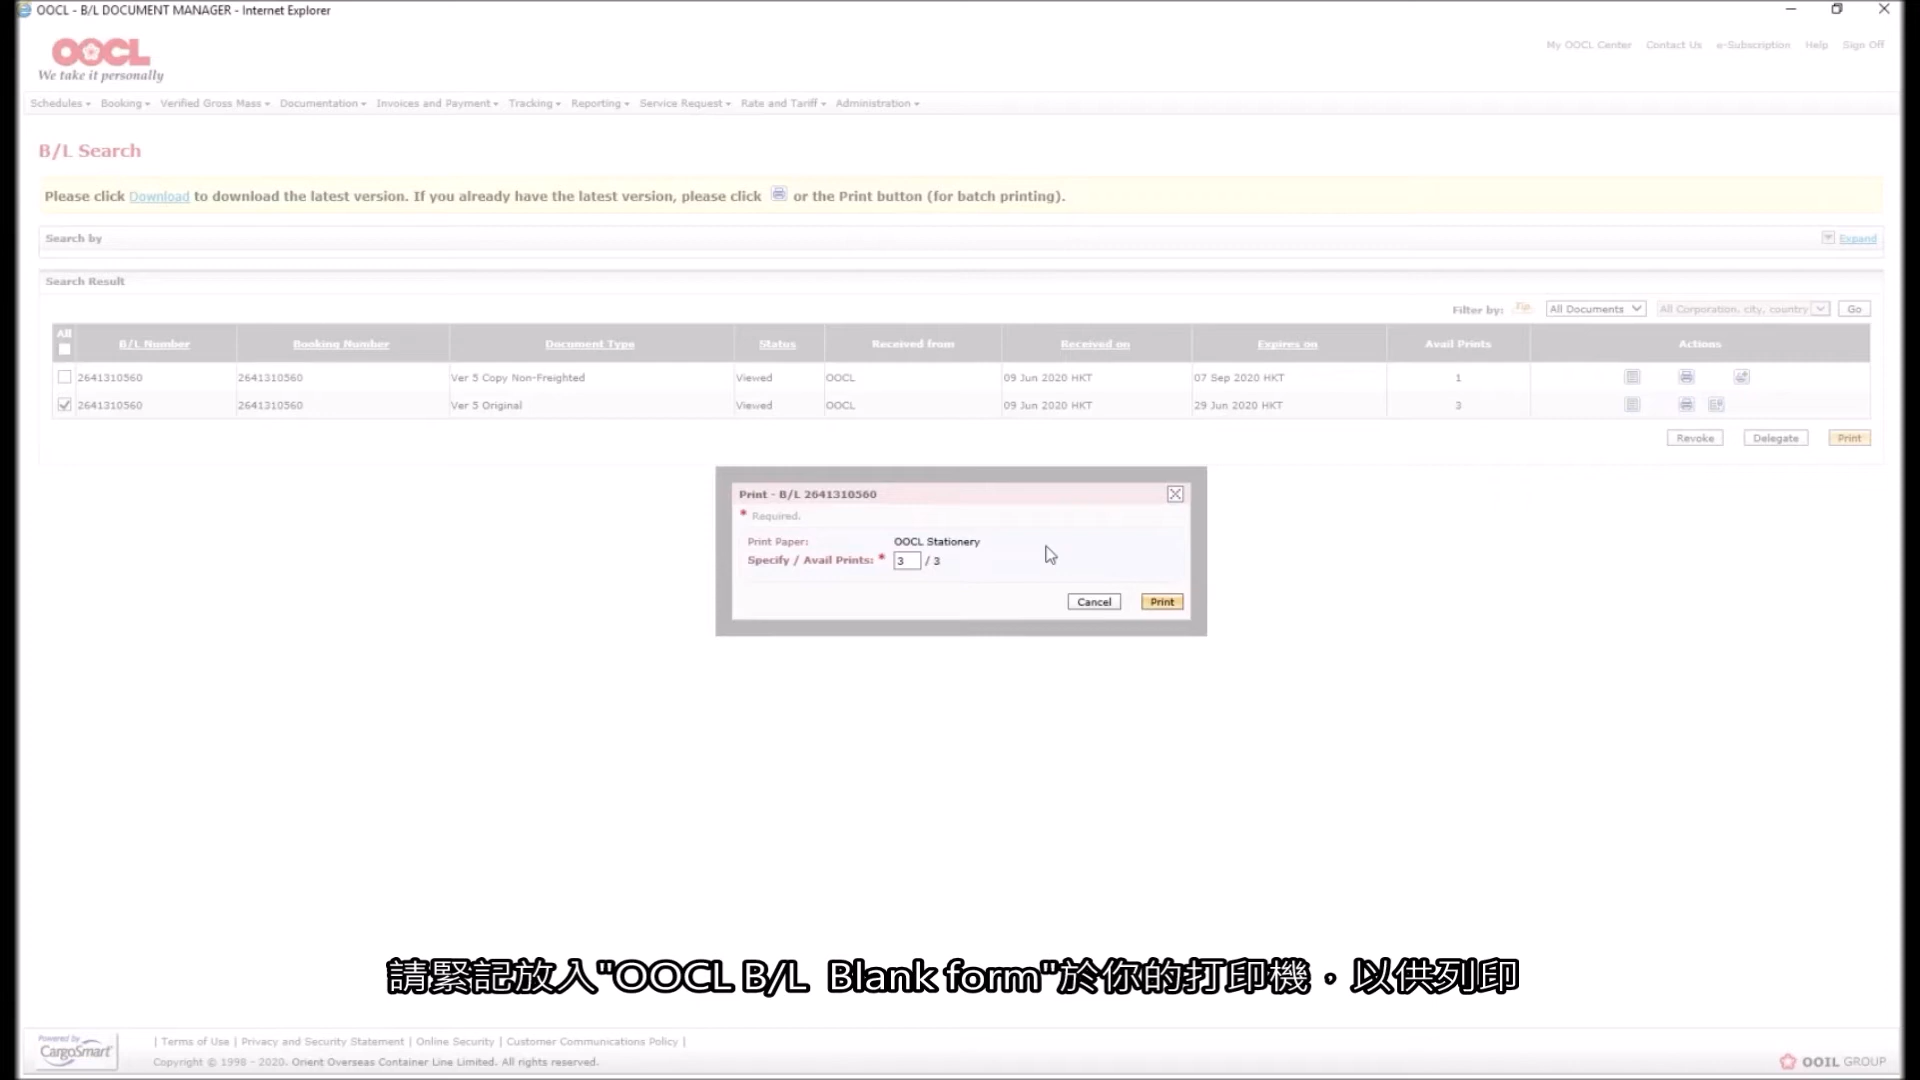 OOCL - B/L DOCUMENT MANAGER - Internet Explorer
OOCL
We take it personally
My OOCL Center Contact Us e-Subscription Help Sign Off
Schedules Booking Verified Gross Mass Documentation Invoices and Payment Tracking Reporting Service Request Rate and Tariff Administration
B/L Search
Please click Download to download the latest version. If you already have the latest version, please click or the Print button (for batch printing).
Search by Expand
Search Result
Filter by: Tip All Documents All Corporation, city, country Go
All B/L Number Booking Number Document Type Status Received from Received on Expires on Avail Prints Actions
2641310560 2641310560 Ver 5 Copy Non-Freighted Viewed OOCL 09 Jun 2020 HKT 07 Sep 2020 HKT 1
2641310560 2641310560 Ver 5 Original Viewed OOCL 09 Jun 2020 HKT 29 Jun 2020 HKT 3
Revoke Delegate Print
Print - B/L 2641310560
* Required.
Print Paper: OOCL Stationery
Specify / Avail Prints: * 3 / 3
Cancel Print
請緊記放入"OOCL B/L Blank form"於你的打印機，以供列印
Powered by
CargoSmart
| Terms of Use | Privacy and Security Statement | Online Security | Customer Communications Policy |
Copyright © 1998 - 2020. Orient Overseas Container Line Limited. All rights reserved.
OOIL GROUP